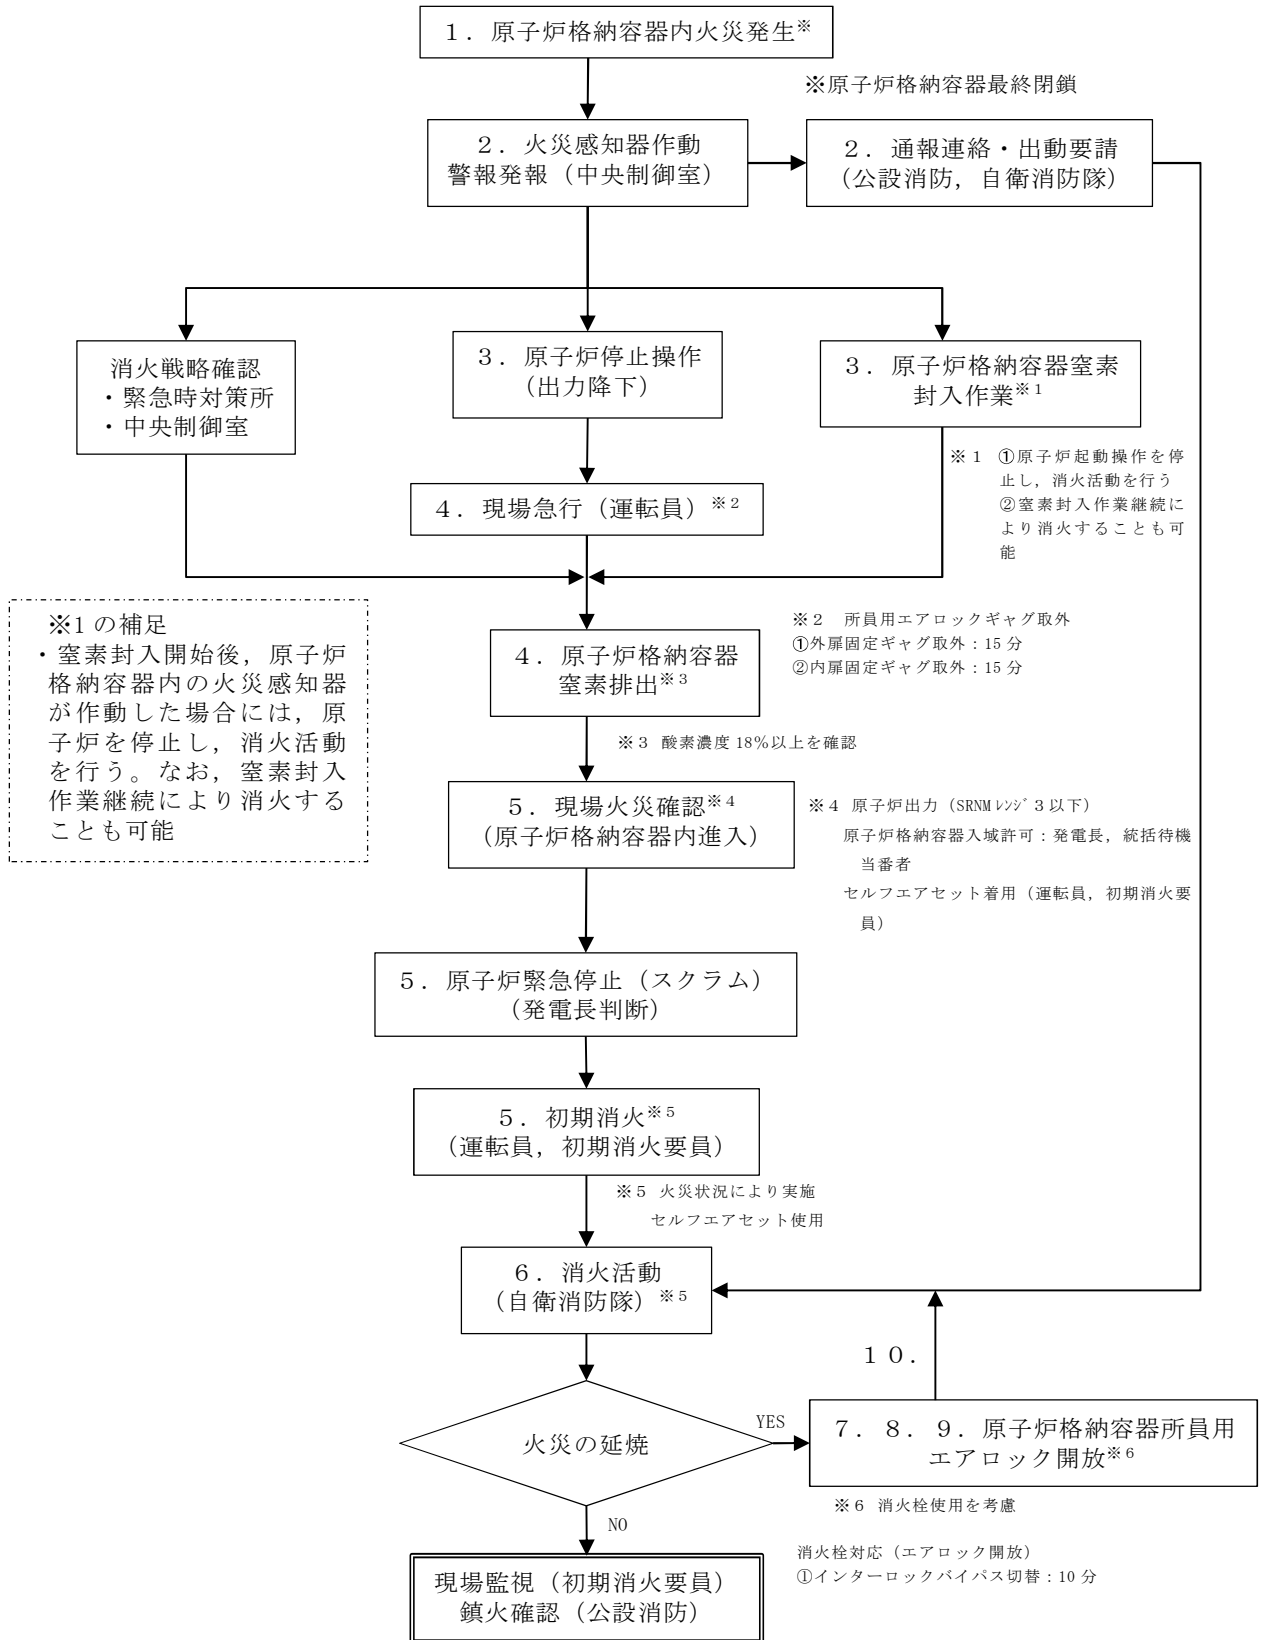 １．原子炉格納容器内火災発生※
※原子炉格納容器最終閉鎖
２．火災感知器作動
警報発報（中央制御室）
２．通報連絡・出動要請
（公設消防，自衛消防隊）
消火戦略確認
・緊急時対策所
・中央制御室
３．原子炉停止操作
（出力降下）
３．原子炉格納容器窒素
封入作業※１
※１　①原子炉起動操作を停
止し，消火活動を行う
②窒素封入作業継続に
より消火することも可
能
４．現場急行（運転員）※２
※1 の補足
・窒素封入開始後，原子炉
格納容器内の火災感知器
が作動した場合には，原
子炉を停止し，消火活動
を行う。なお，窒素封入
作業継続により消火する
ことも可能
※２　所員用エアロックギャグ取外
①外扉固定ギャグ取外：15 分
②内扉固定ギャグ取外：15 分
４．原子炉格納容器
窒素排出※３
※３ 酸素濃度 18%以上を確認
５．現場火災確認※４
（原子炉格納容器内進入）
※４ 原子炉出力（SRNM ﾚﾝｼﾞ 3 以下）
原子炉格納容器入域許可：発電長，統括待機
当番者
セルフエアセット着用（運転員，初期消火要
員）
５．原子炉緊急停止（スクラム）
（発電長判断）
５．初期消火※５
（運転員，初期消火要員）
※５ 火災状況により実施
セルフエアセット使用
６．消火活動
（自衛消防隊）※５
１０．
火災の延焼
YES
７．８．９．原子炉格納容器所員用
エアロック開放※６
※６ 消火栓使用を考慮
NO
消火栓対応（エアロック開放）
①インターロックバイパス切替：10 分
現場監視（初期消火要員）
鎮火確認（公設消防）